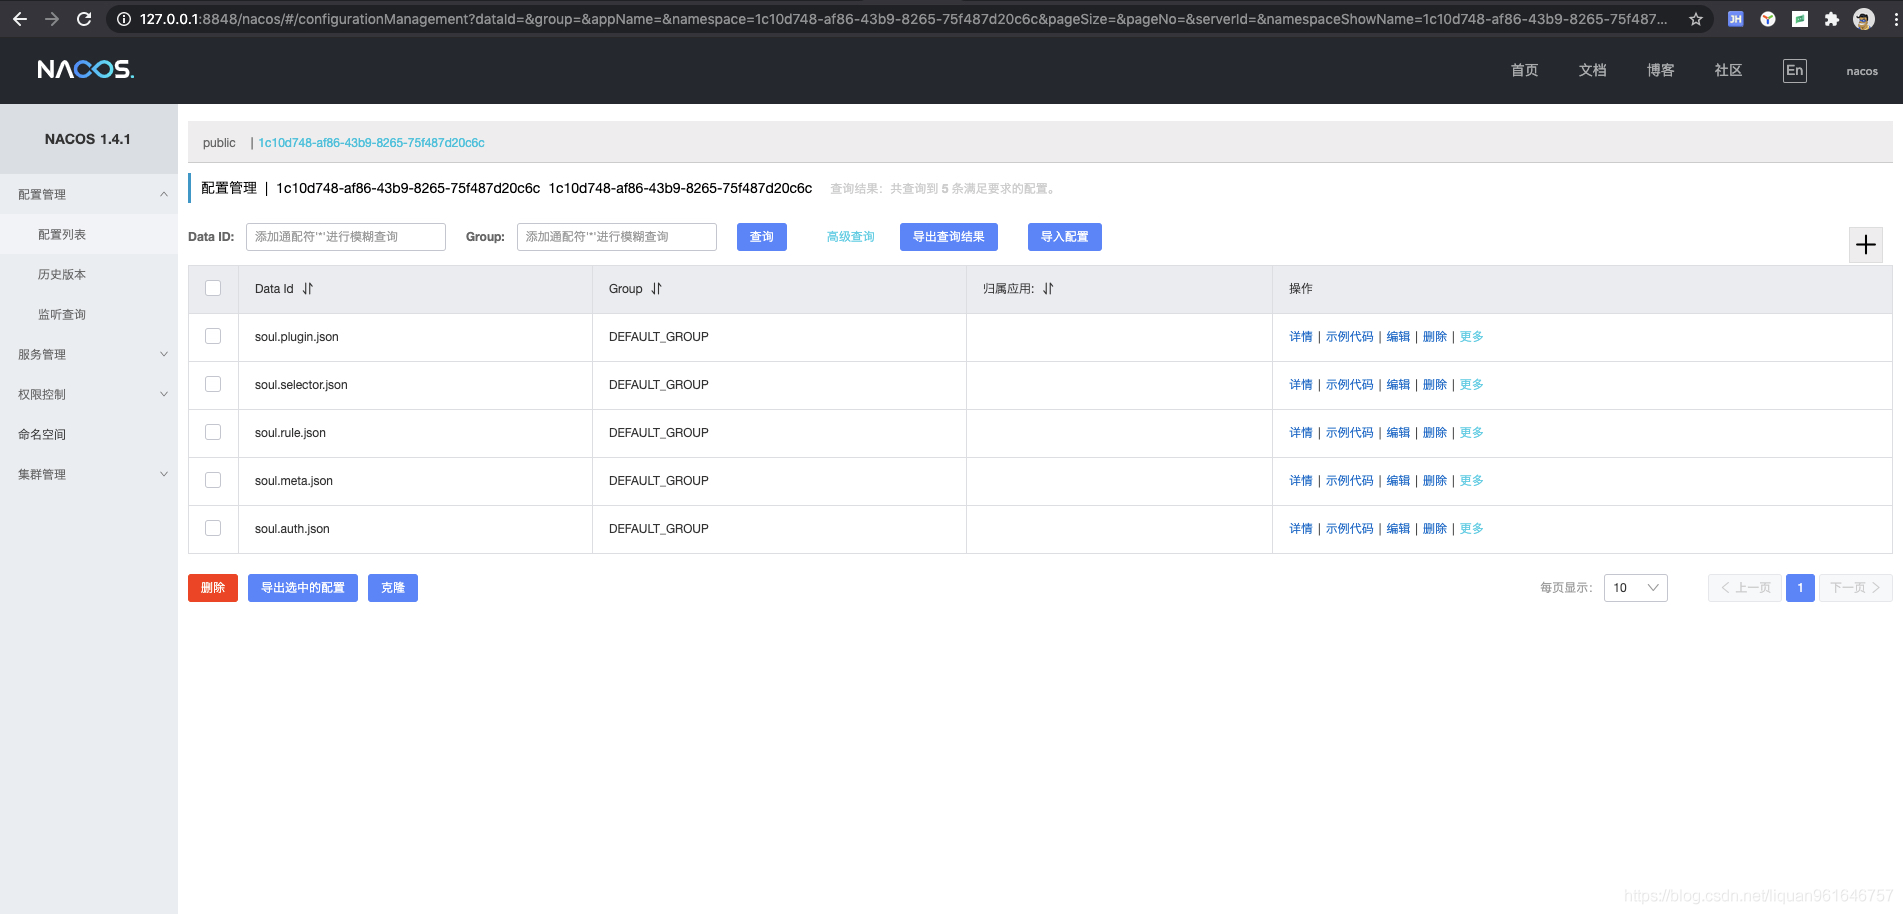 127.0.0.1:8848/nacos/#/configurationManagement?dataId=&group=&appName=&namespace=1c10d748-af86-43b9-8265-75f487d20c6c&pageSize=&pageNo=&serverId=&namespaceShowName=1c10d748-af86-43b9-8265-75f487...
JH
NACOS.
首页 文档 博客 社区 En nacos
NACOS 1.4.1
配置管理
配置列表
历史版本
监听查询
服务管理
权限控制
命名空间
集群管理
public | 1c10d748-af86-43b9-8265-75f487d20c6c
配置管理 | 1c10d748-af86-43b9-8265-75f487d20c6c 1c10d748-af86-43b9-8265-75f487d20c6c 查询结果：共查询到 5 条满足要求的配置。
Data ID: 添加通配符'*'进行模糊查询 Group: 添加通配符'*'进行模糊查询 查询 高级查询 导出查询结果 导入配置
Data Id Group 归属应用: 操作
soul.plugin.json DEFAULT_GROUP 详情 | 示例代码 | 编辑 | 删除 | 更多
soul.selector.json DEFAULT_GROUP 详情 | 示例代码 | 编辑 | 删除 | 更多
soul.rule.json DEFAULT_GROUP 详情 | 示例代码 | 编辑 | 删除 | 更多
soul.meta.json DEFAULT_GROUP 详情 | 示例代码 | 编辑 | 删除 | 更多
soul.auth.json DEFAULT_GROUP 详情 | 示例代码 | 编辑 | 删除 | 更多
删除 导出选中的配置 克隆 每页显示: 10 上一页 1 下一页
https://blog.csdn.net/liquan961646757